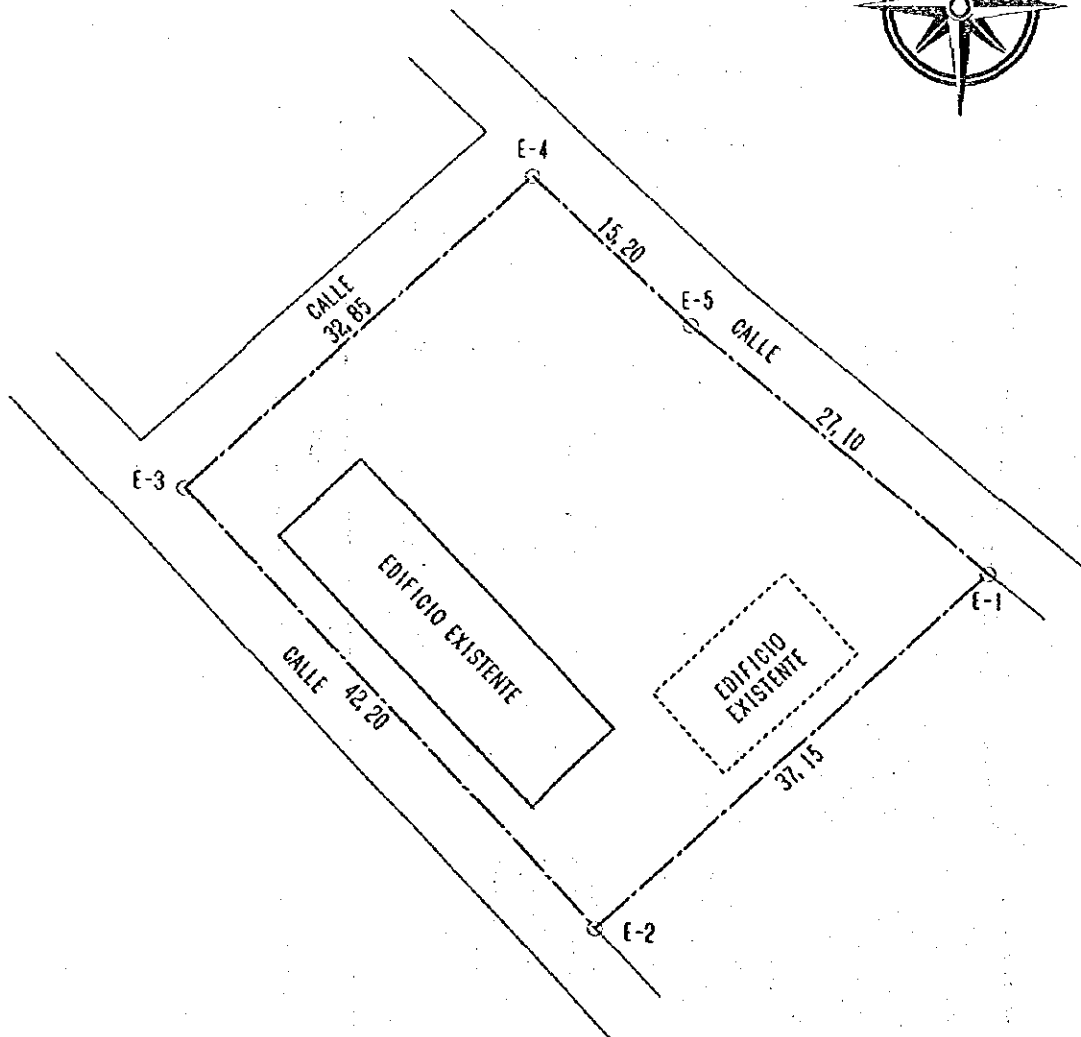 E-4
15,20
CALLE
32,85
E-5
CALLE
27,10
E-3
EDIFICIO EXISTENTE
E-1
EDIFICIO
EXISTENTE
CALLE 42,20
37,15
E-2